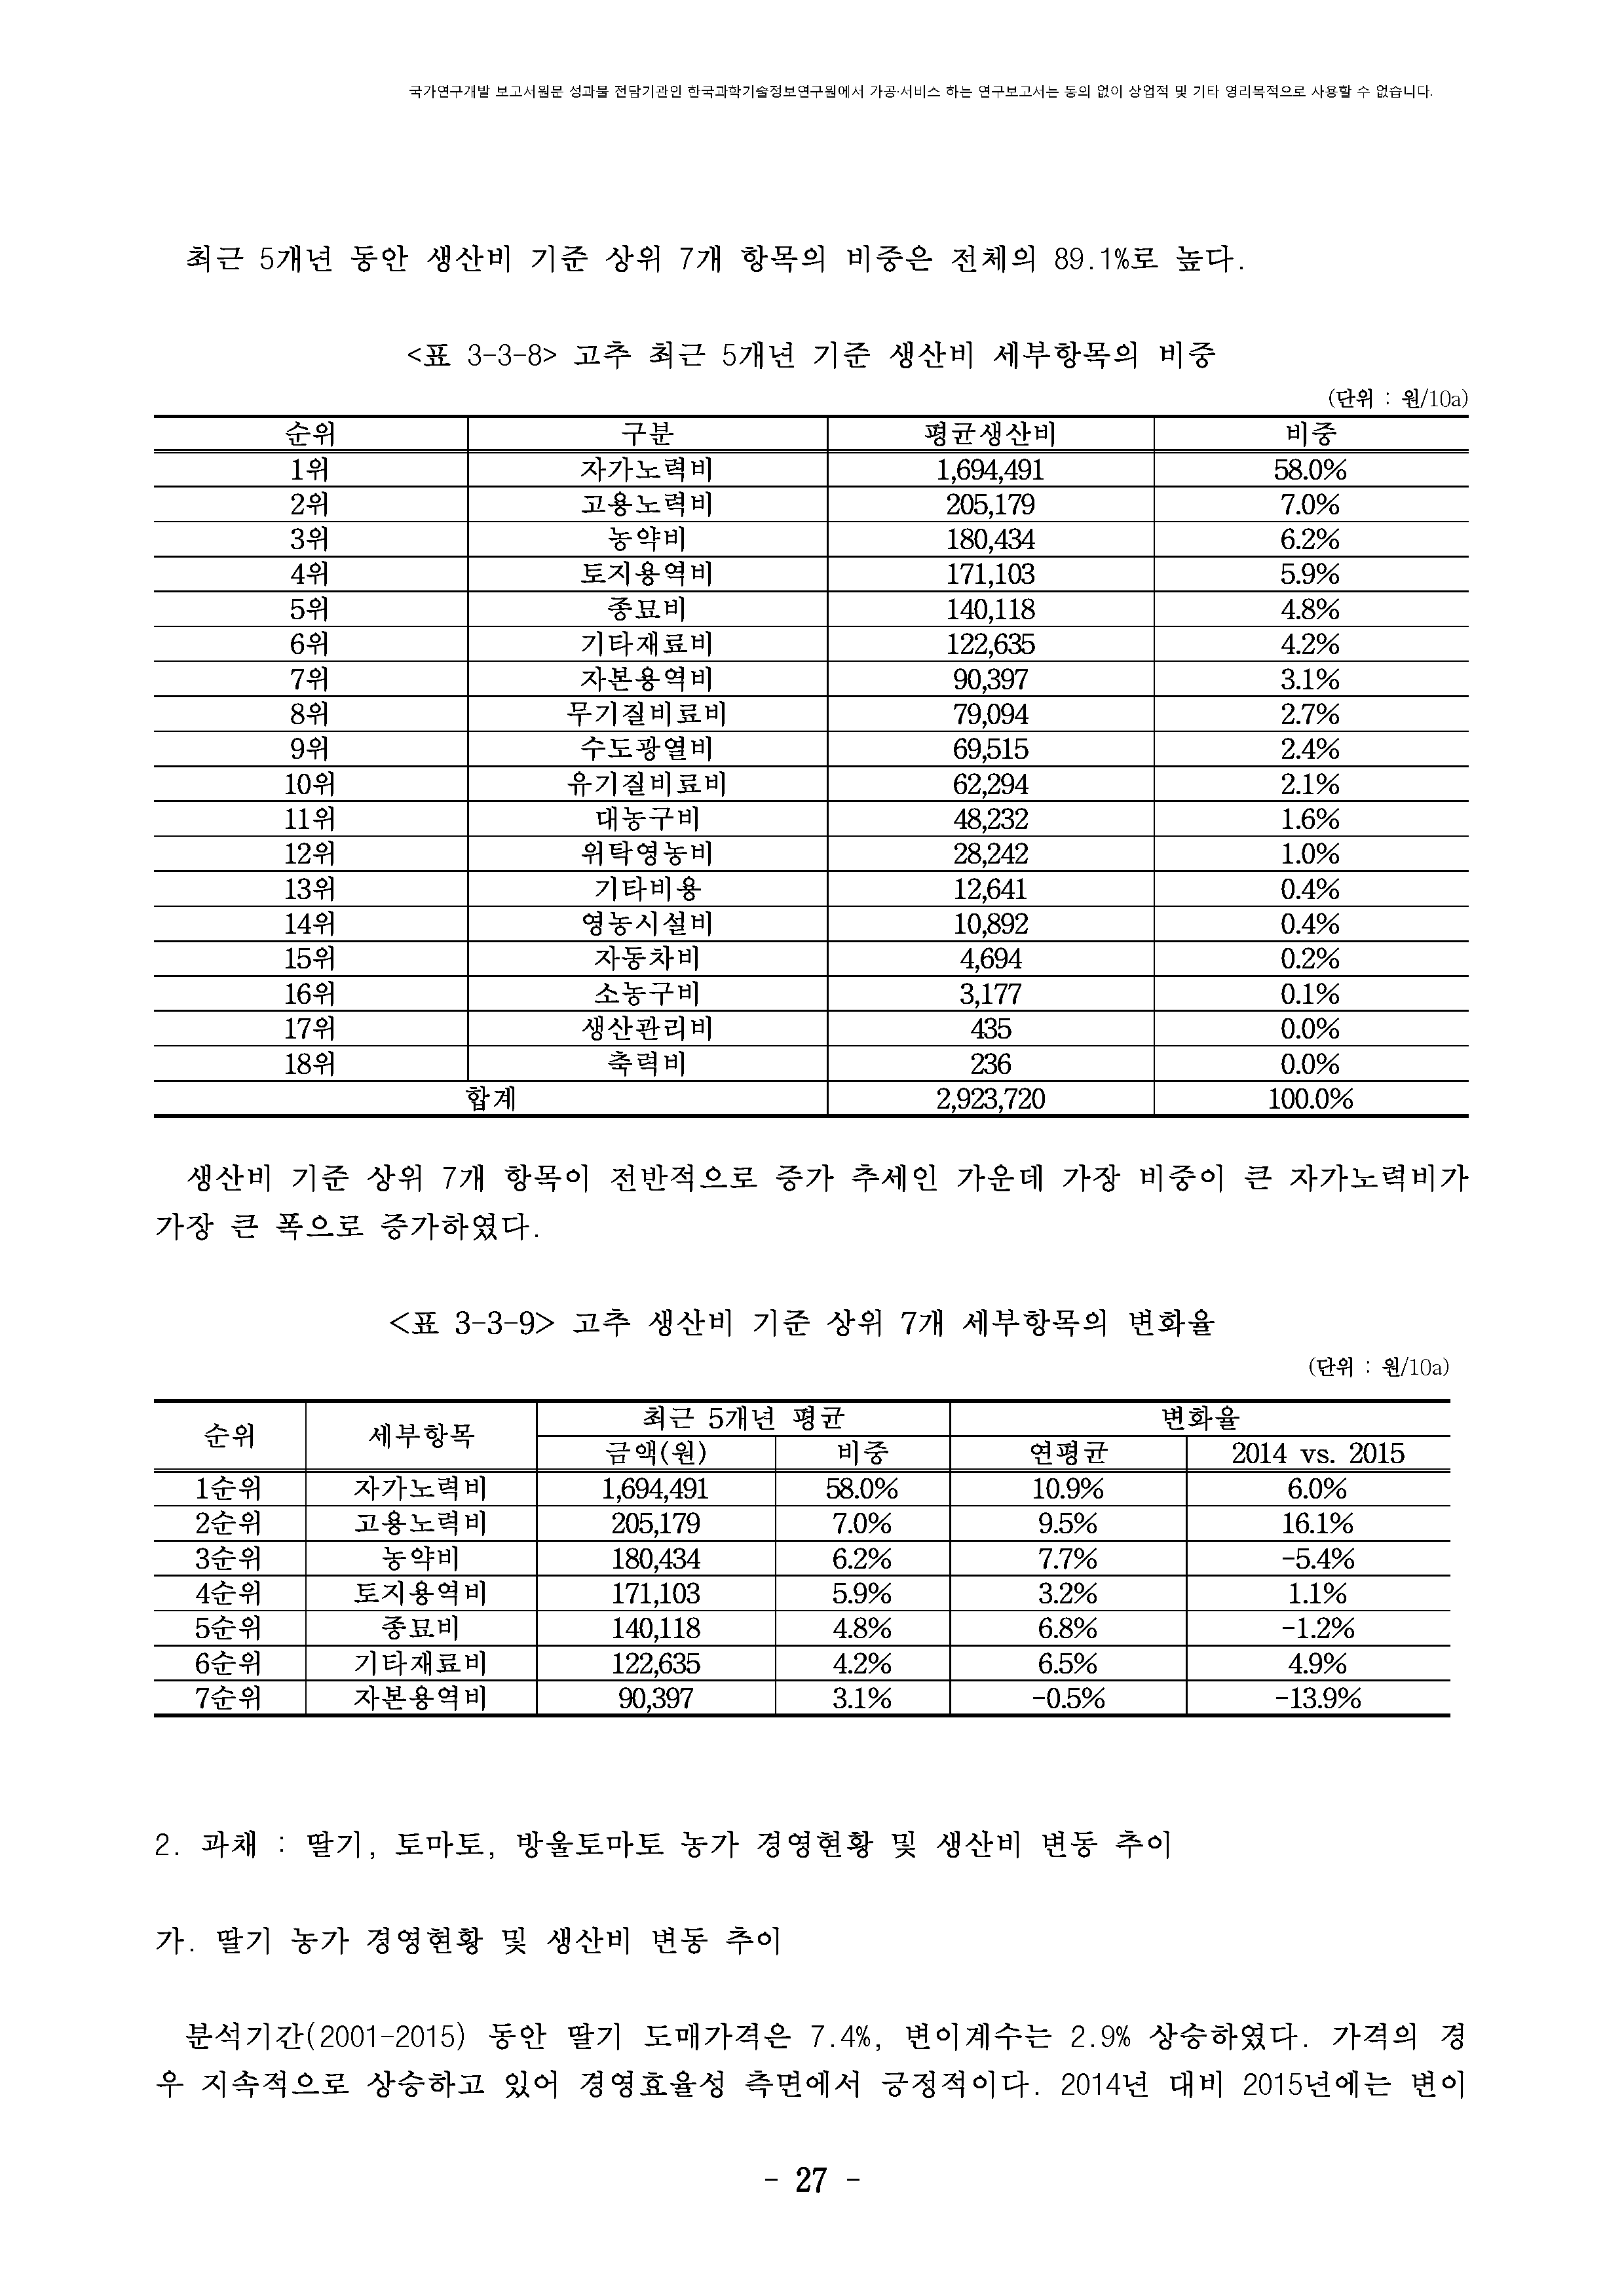 국가연구개발 보고서원문 성과물 전담기관인 한국과학기술정보연구원에서 가공·서비스 하는 연구보고서는 동의 없이 상업적 및 기타 영리목적으로 사용할 수 없습니다.
최근 5개년 동안 생산비 기준 상위 7개 항목의 비중은 전체의 89.1%로 높다.
<표 3-3-8> 고추 최근 5개년 기준 생산비 세부항목의 비중
(단위 : 원/10a)
순위 구분 평균생산비 비중
1위 자가노력비 1,694,491 58.0%
2위 고용노력비 205,179 7.0%
3위 농약비 180,434 6.2%
4위 토지용역비 171,103 5.9%
5위 종묘비 140,118 4.8%
6위 기타재료비 122,635 4.2%
7위 자본용역비 90,397 3.1%
8위 무기질비료비 79,094 2.7%
9위 수도광열비 69,515 2.4%
10위 유기질비료비 62,294 2.1%
11위 대농구비 48,232 1.6%
12위 위탁영농비 28,242 1.0%
13위 기타비용 12,641 0.4%
14위 영농시설비 10,892 0.4%
15위 자동차비 4,694 0.2%
16위 소농구비 3,177 0.1%
17위 생산관리비 435 0.0%
18위 축력비 236 0.0%
합계 2,923,720 100.0%
생산비 기준 상위 7개 항목이 전반적으로 증가 추세인 가운데 가장 비중이 큰 자가노력비가
가장 큰 폭으로 증가하였다.
<표 3-3-9> 고추 생산비 기준 상위 7개 세부항목의 변화율
(단위 : 원/10a)
순위 세부항목 최근 5개년 평균 변화율
금액(원) 비중 연평균 2014 vs. 2015
1순위 자가노력비 1,694,491 58.0% 10.9% 6.0%
2순위 고용노력비 205,179 7.0% 9.5% 16.1%
3순위 농약비 180,434 6.2% 7.7% -5.4%
4순위 토지용역비 171,103 5.9% 3.2% 1.1%
5순위 종묘비 140,118 4.8% 6.8% -1.2%
6순위 기타재료비 122,635 4.2% 6.5% 4.9%
7순위 자본용역비 90,397 3.1% -0.5% -13.9%
2. 과채 : 딸기, 토마토, 방울토마토 농가 경영현황 및 생산비 변동 추이
가. 딸기 농가 경영현황 및 생산비 변동 추이
분석기간(2001-2015) 동안 딸기 도매가격은 7.4%, 변이계수는 2.9% 상승하였다. 가격의 경
우 지속적으로 상승하고 있어 경영효율성 측면에서 긍정적이다. 2014년 대비 2015년에는 변이
- 27 -